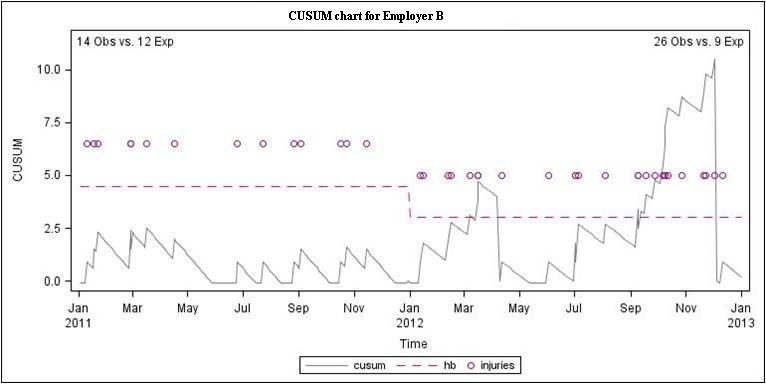 CUSUM chart for Employer B
14 Obs vs. 12 Exp
26 Obs vs. 9 Exp
10.0
7.5
5.0
2.5
0.0
CUSUM
Jan Mar May Jul Sep Nov Jan Mar May Jul Sep Nov Jan
2011 2012 2013
Time
cusum hb injuries